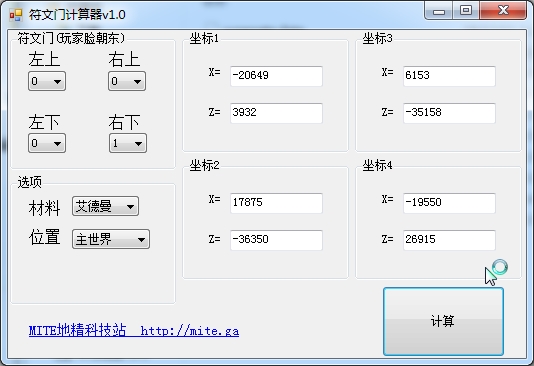 符文门计算器v1.0
符文门(玩家脸朝东)
左上 右上
0 0
左下 右下
0 1
选项
材料 艾德曼
位置 主世界
MITE地精科技站 http://mite.ga
坐标1
X= -20649
Z= 3932
坐标2
X= 17875
Z= -36350
坐标3
X= 6153
Z= -35158
坐标4
X= -19550
Z= 26915
计算